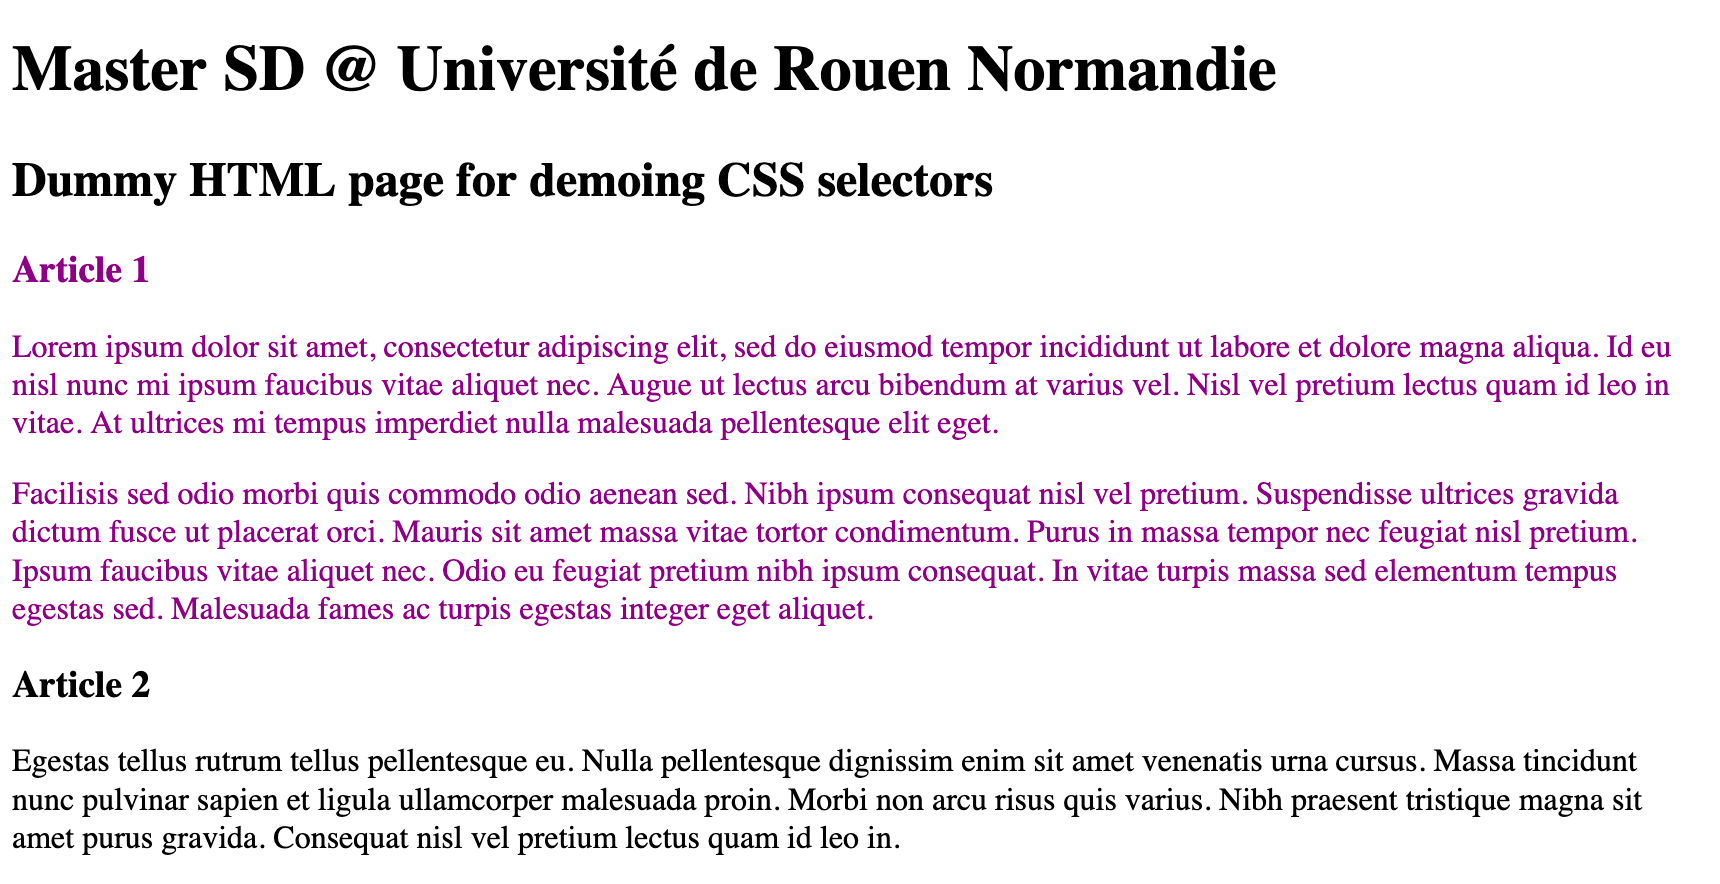 Master SD @ Université de Rouen Normandie
Dummy HTML page for demoing CSS selectors
Article 1
Lorem ipsum dolor sit amet, consectetur adipiscing elit, sed do eiusmod tempor incididunt ut labore et dolore magna aliqua. Id eu
nisl nunc mi ipsum faucibus vitae aliquet nec. Augue ut lectus arcu bibendum at varius vel. Nisl vel pretium lectus quam id leo in
vitae. At ultrices mi tempus imperdiet nulla malesuada pellentesque elit eget.
Facilisis sed odio morbi quis commodo odio aenean sed. Nibh ipsum consequat nisl vel pretium. Suspendisse ultrices gravida
dictum fusce ut placerat orci. Mauris sit amet massa vitae tortor condimentum. Purus in massa tempor nec feugiat nisl pretium.
Ipsum faucibus vitae aliquet nec. Odio eu feugiat pretium nibh ipsum consequat. In vitae turpis massa sed elementum tempus
egestas sed. Malesuada fames ac turpis egestas integer eget aliquet.
Article 2
Egestas tellus rutrum tellus pellentesque eu. Nulla pellentesque dignissim enim sit amet venenatis urna cursus. Massa tincidunt
nunc pulvinar sapien et ligula ullamcorper malesuada proin. Morbi non arcu risus quis varius. Nibh praesent tristique magna sit
amet purus gravida. Consequat nisl vel pretium lectus quam id leo in.